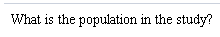 What is the population in the study?